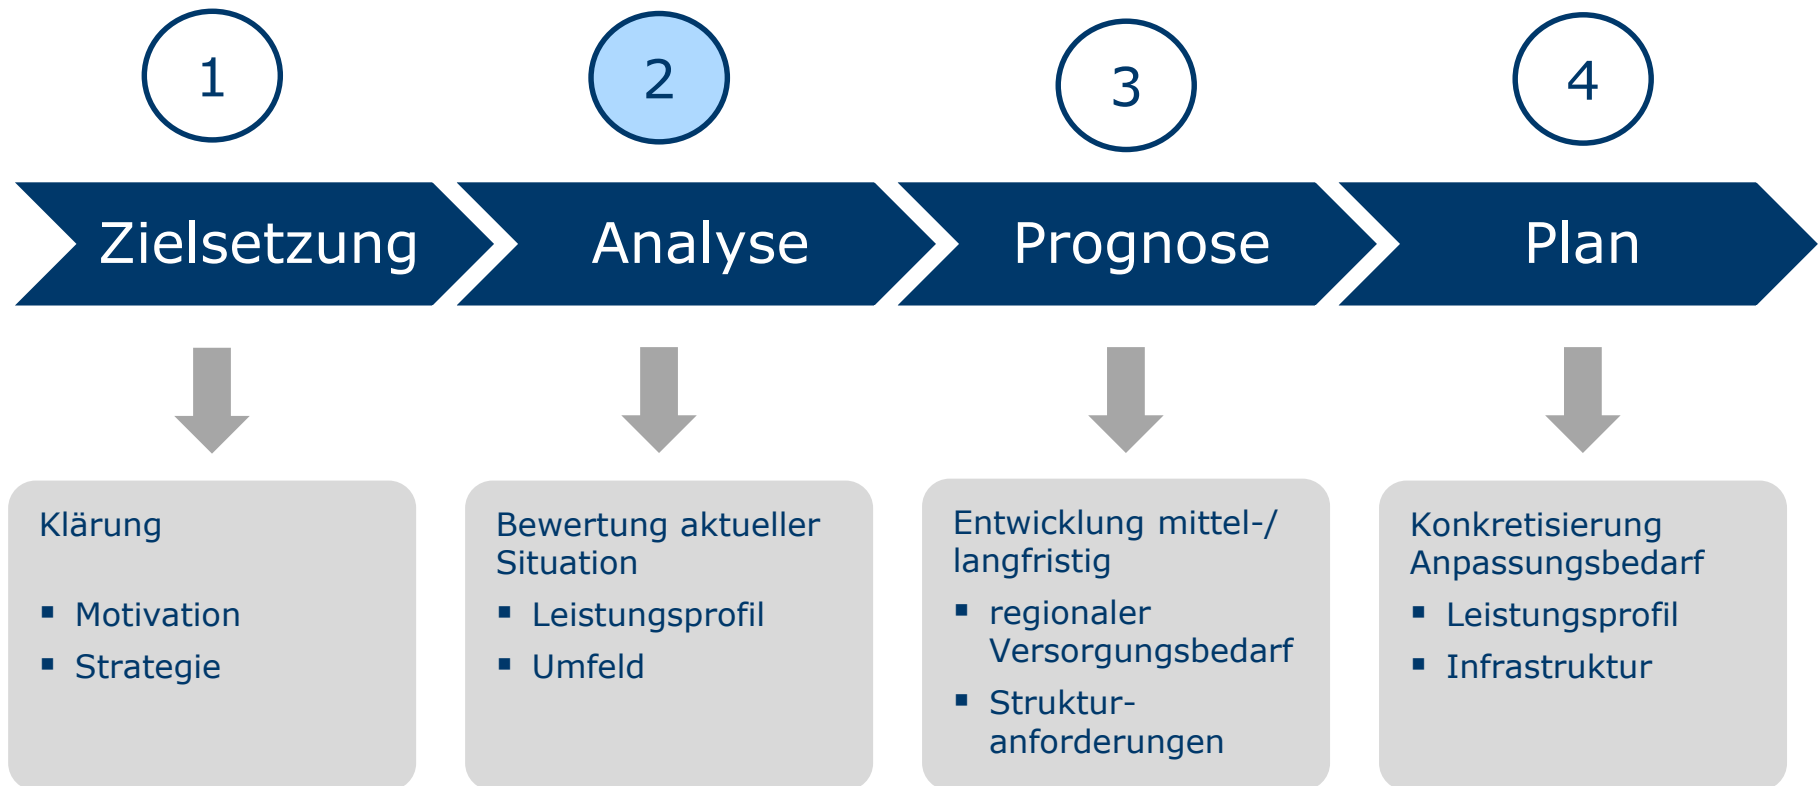 1
2
3
4
Zielsetzung
Analyse
Prognose
Plan
Klärung
▪ Motivation
▪ Strategie
Bewertung aktueller
Situation
▪ Leistungsprofil
▪ Umfeld
Entwicklung mittel-/
langfristig
▪ regionaler
Versorgungsbedarf
▪ Struktur-
anforderungen
Konkretisierung
Anpassungsbedarf
▪ Leistungsprofil
▪ Infrastruktur